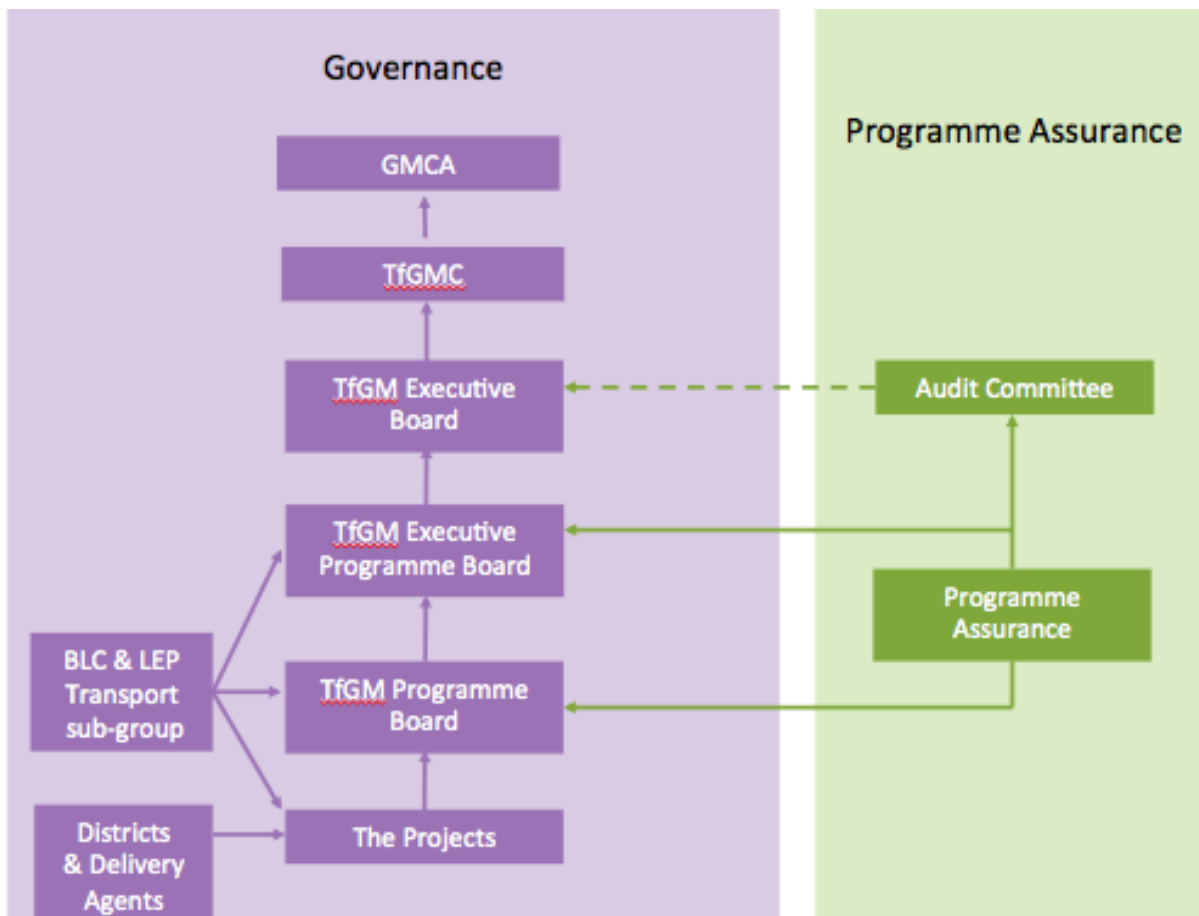 Governance
GMCA
TfGMC
TfGM Executive
Board
TfGM Executive
Programme Board
BLC & LEP
Transport
sub-group
TfGM Programme
Board
Districts
& Delivery
Agents
The Projects
Programme Assurance
Audit Committee
Programme
Assurance